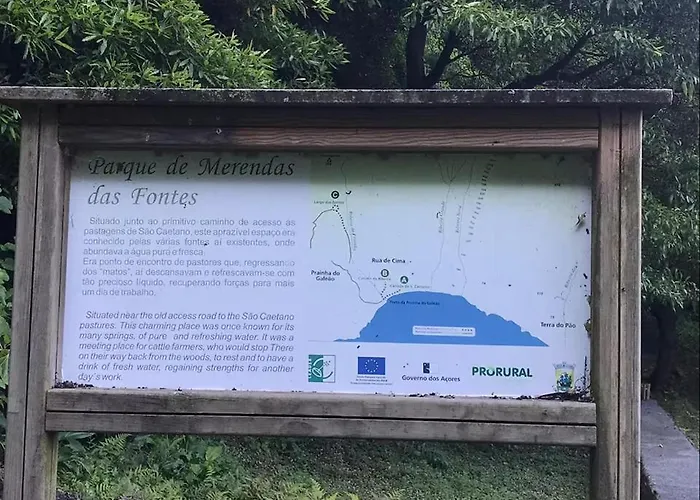 Parque de Merendas
das Fontes
Situado junto ao primitivo caminho de acesso as
pastagens de São Caetano, este aprazível espaço era
conhecido pelas várias fontes aí existentes, onde
abundava a água pura e fresca.
Era ponto de encontro de pastores que, regressando
dos "matos", aí descansavam e refrescavam-se com
tão precioso líquido, recuperando forças para mais
um dia de trabalho.
Situated near the old access road to the São Caetano
pastures. This charming place was once known for its
many springs, of pure and refreshing water. It was a
meeting place for cattle farmers, who stop There
on their way back from the woods, to rest and to have a
drink of fresh water, regaining strengths for another
day´s work.
C
Rua de Cima
B
A
Prainha do
Galeão
Terra do Pão
Governo dos Açores
PRORURAL